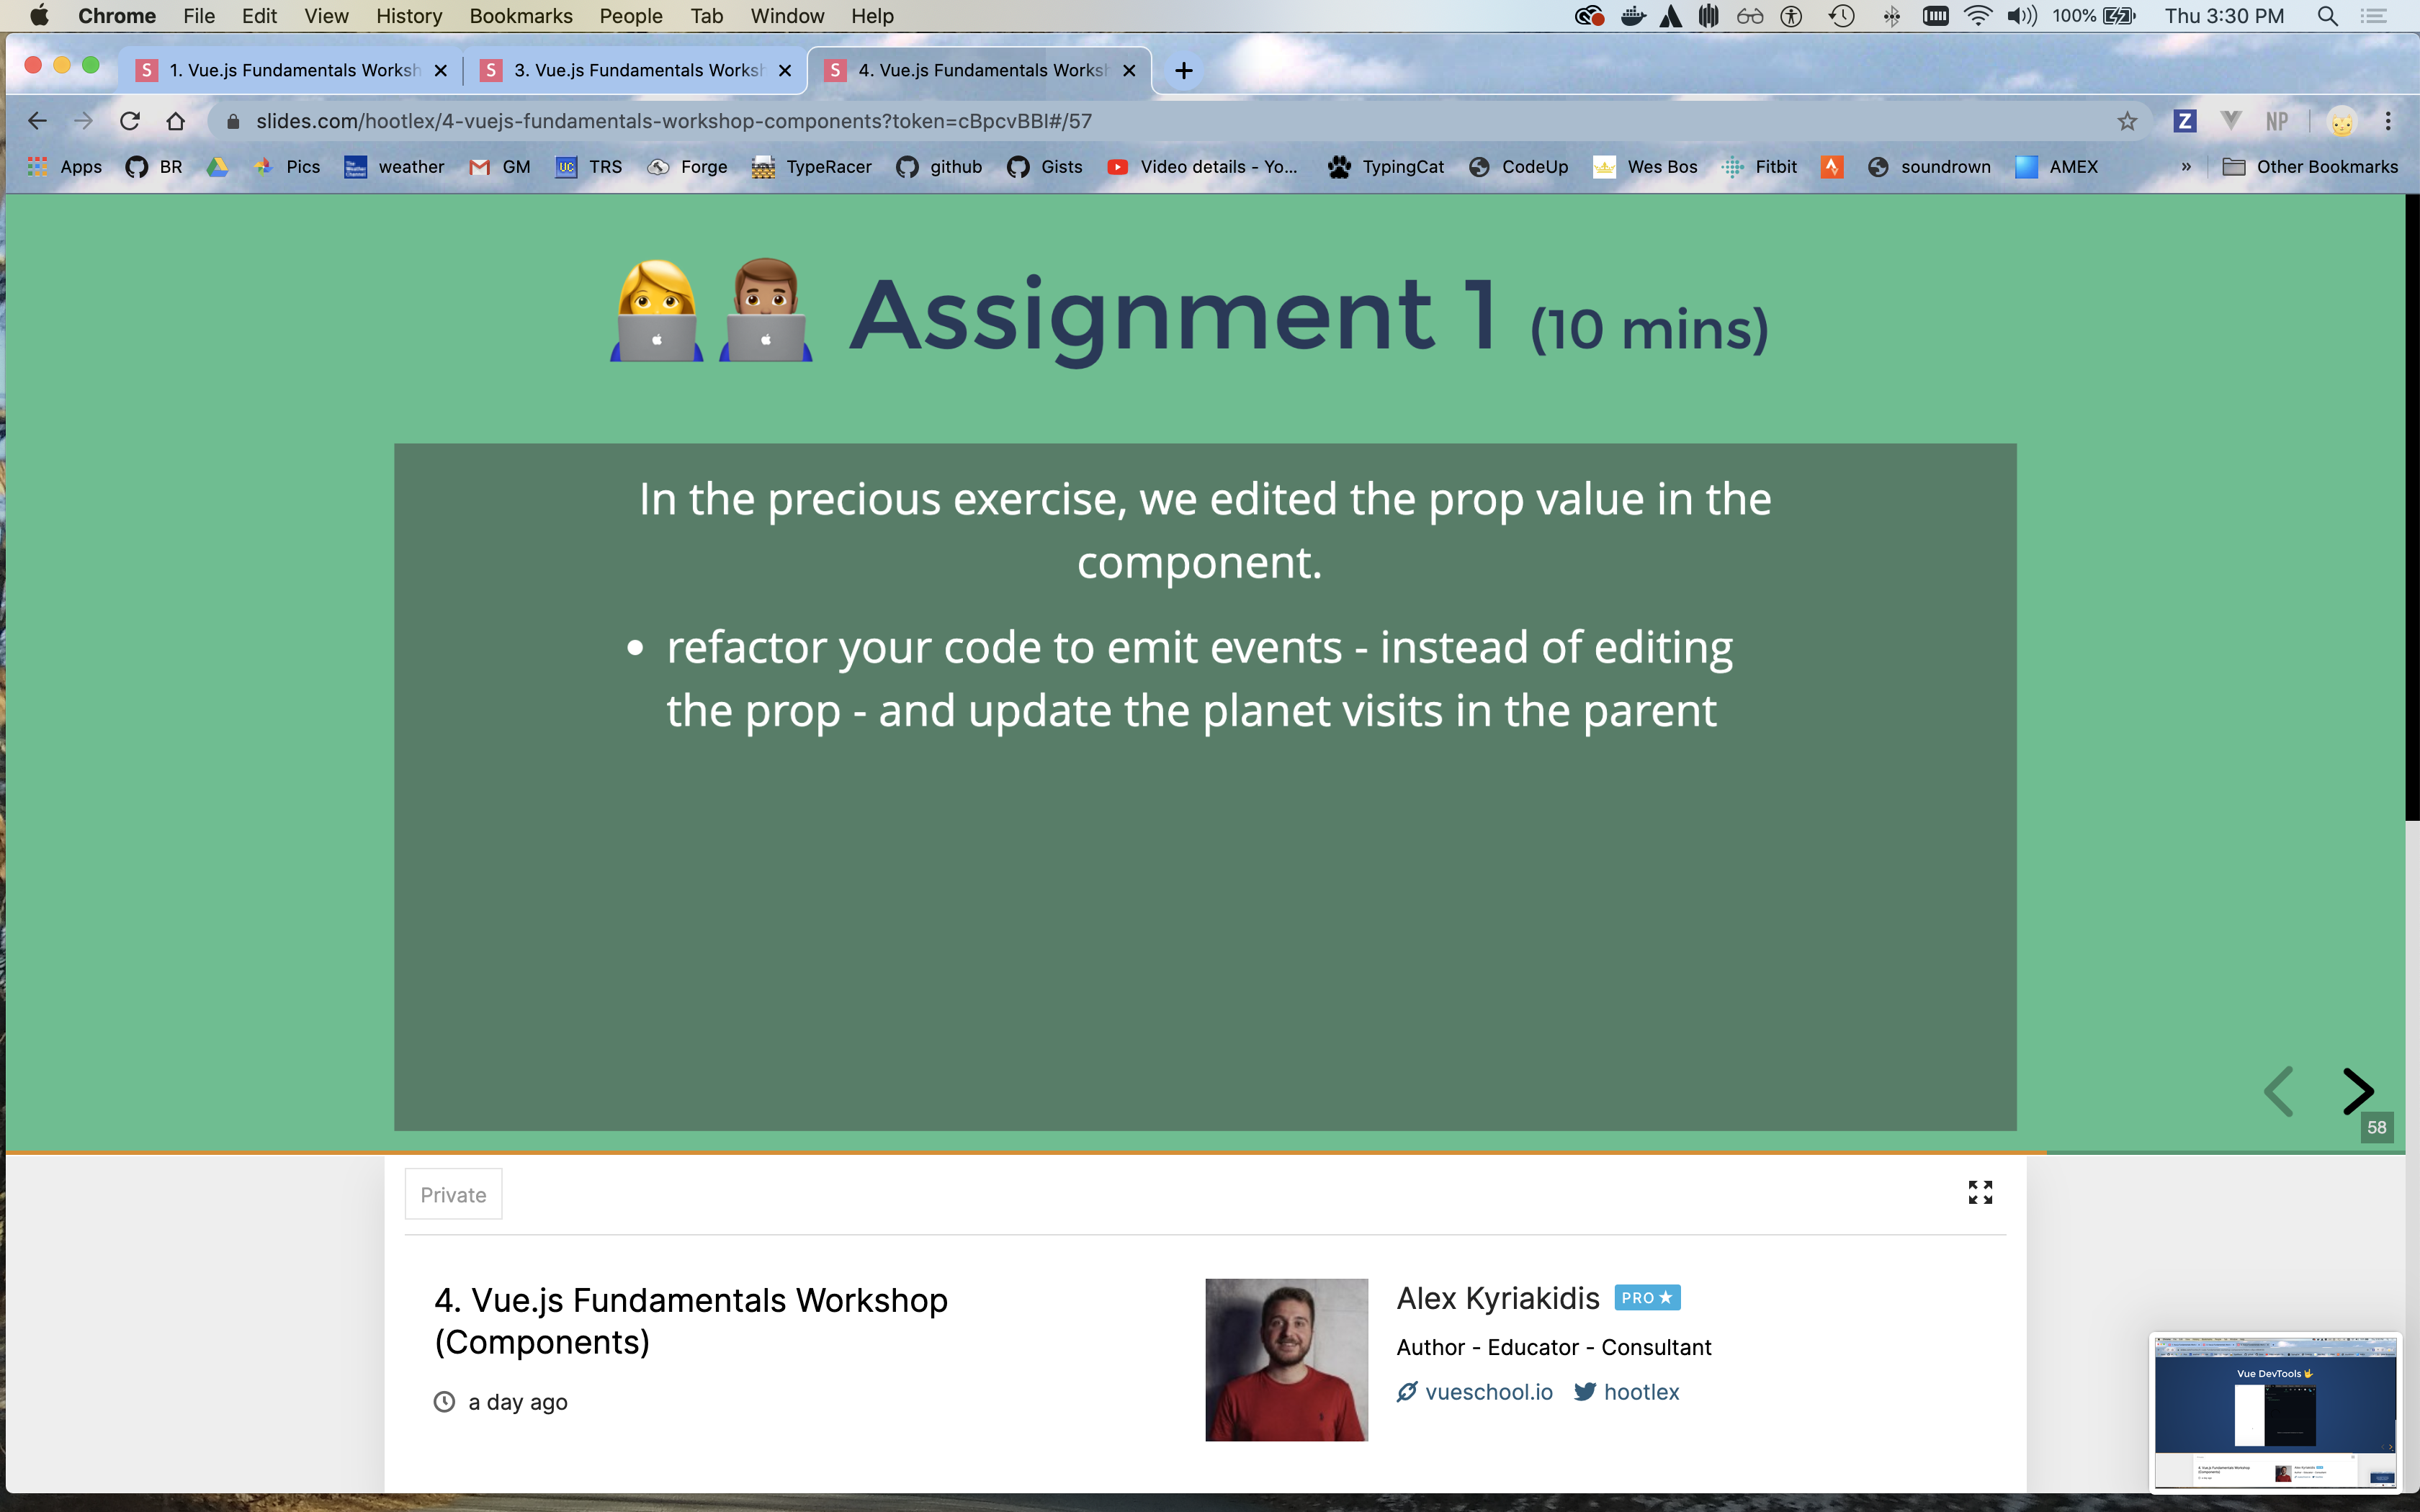 Chrome File Edit View History Bookmarks People Tab Window Help 100% Thu 3:30 PM
S 1. Vue.js Fundamentals Worksh S 3. Vue.js Fundamentals Works S 4. Vue.js Fundamentals Works
slides.com/hootlex/4-vuejs-fundamentals-workshop-components?token=cBpcvBBI#/57 Z NP
Apps BR Pics weather GM UC TRS Forge TypeRacer github Gists Video details - Yo... TypingCat CodeUp Wes Bos Fitbit soundrown AMEX » Other Bookmarks
Assignment 1 (10 mins)
In the precious exercise, we edited the prop value in the
component.
• refactor your code to emit events - instead of editing
the prop - and update the planet visits in the parent
58
Private
4. Vue.js Fundamentals Workshop
(Components)
a day ago
Alex Kyriakidis PRO
Author - Educator - Consultant
vueschool.io hootlex
Vue DevTools